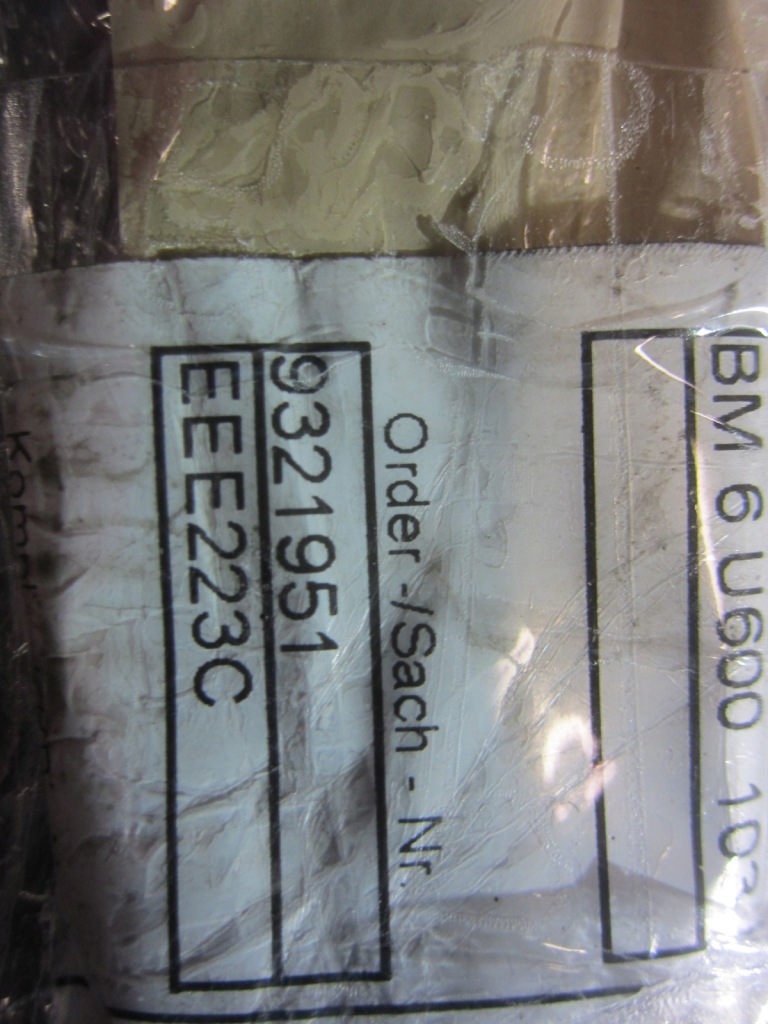 BM 6 U600
Order -/Sach - Nr.
9321951
EEE223C